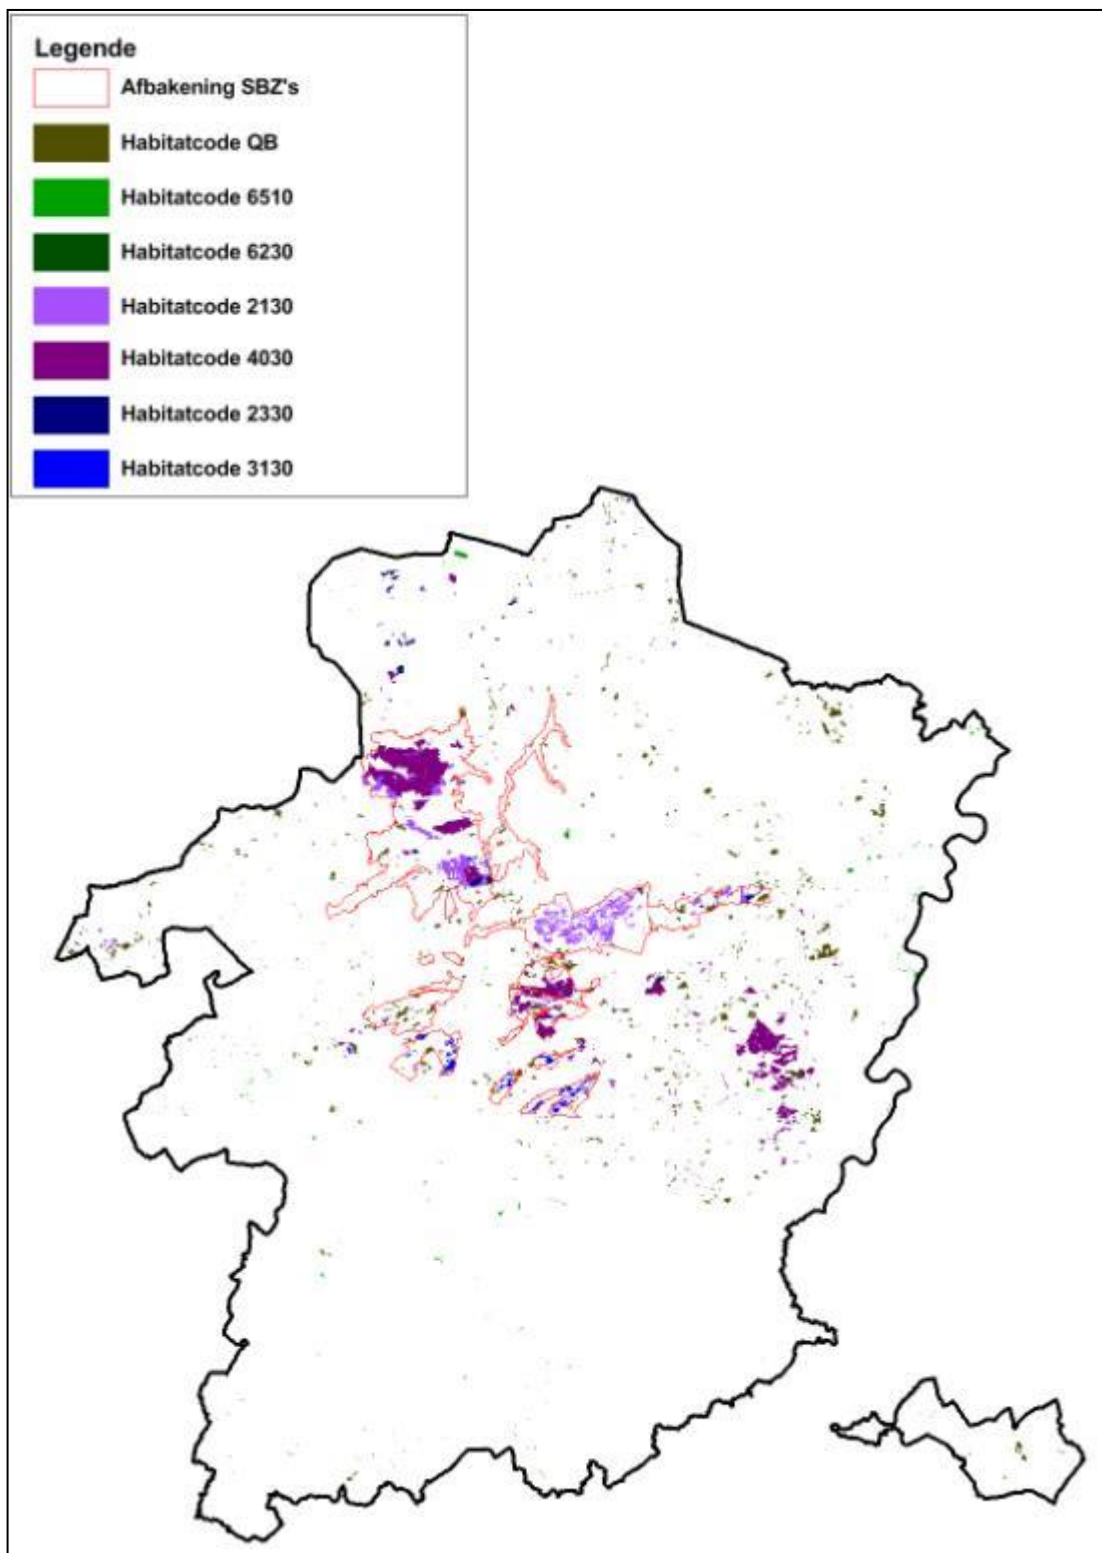 Legende
Afbakening SBZ's
Habitatcode QB
Habitatcode 6510
Habitatcode 6230
Habitatcode 2130
Habitatcode 4030
Habitatcode 2330
Habitatcode 3130